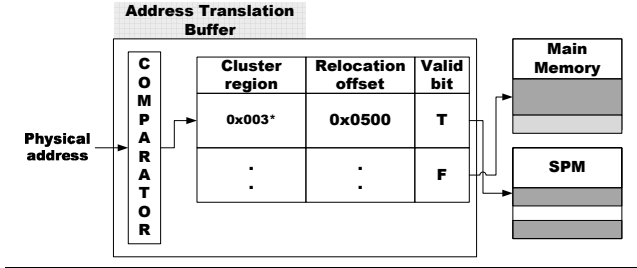 Address Translation
Buffer
C
O
M
P
A
R
A
T
O
R
Cluster
region
Relocation
offset
Valid
bit
0x003*
0x0500
T
.
.
.
.
F
Physical
address
Main
Memory
SPM